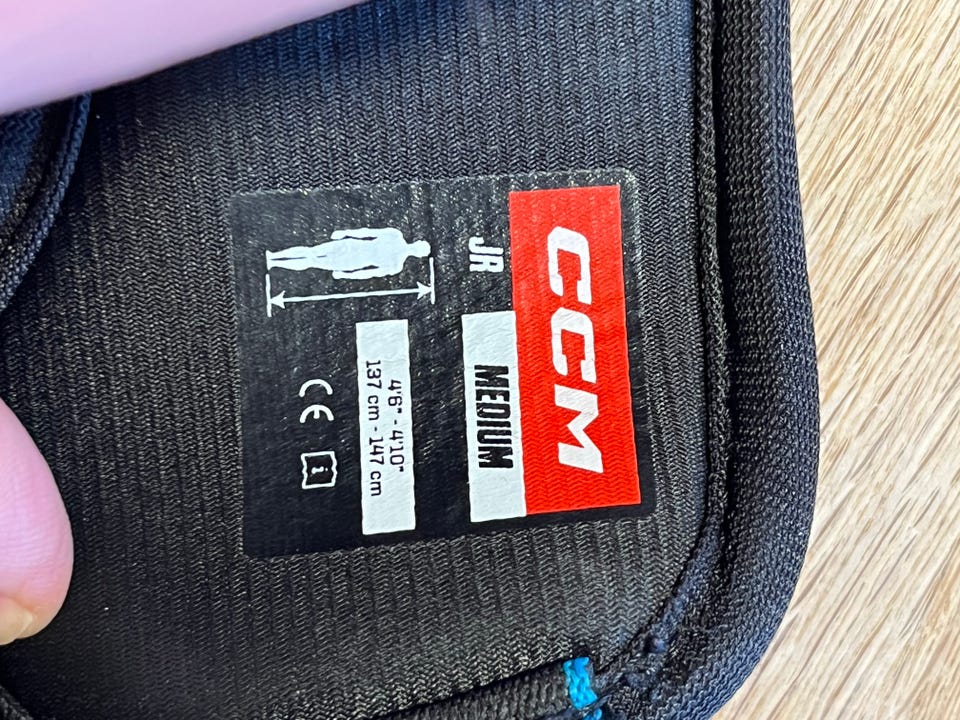 CCM
JR
MEDIUM
4'6" - 4'10"
137 cm - 147 cm
CE
i